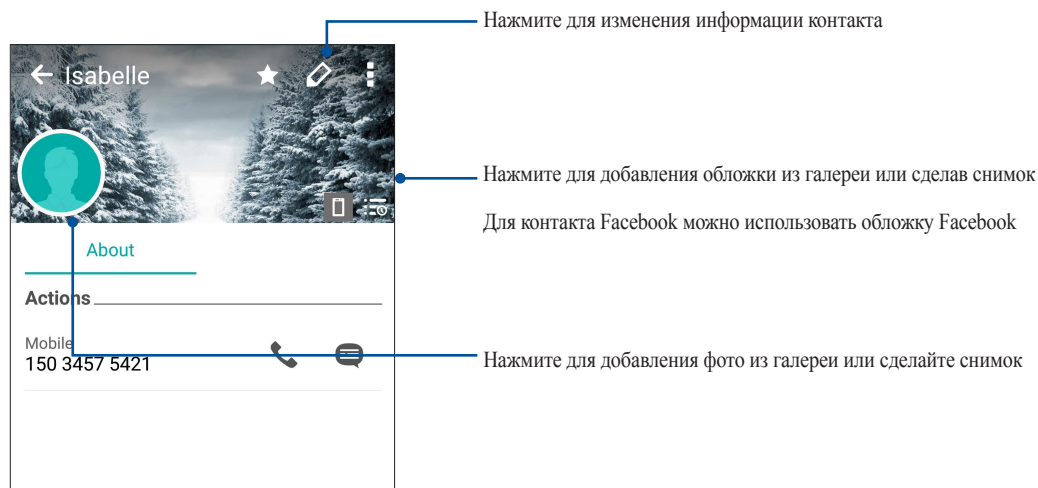 Нажмите для изменения информации контакта
Isabelle
Нажмите для добавления обложки из галереи или сделав снимок
Для контакта Facebook можно использовать обложку Facebook
About
Actions
Mobile
150 3457 5421
Нажмите для добавления фото из галереи или сделайте снимок